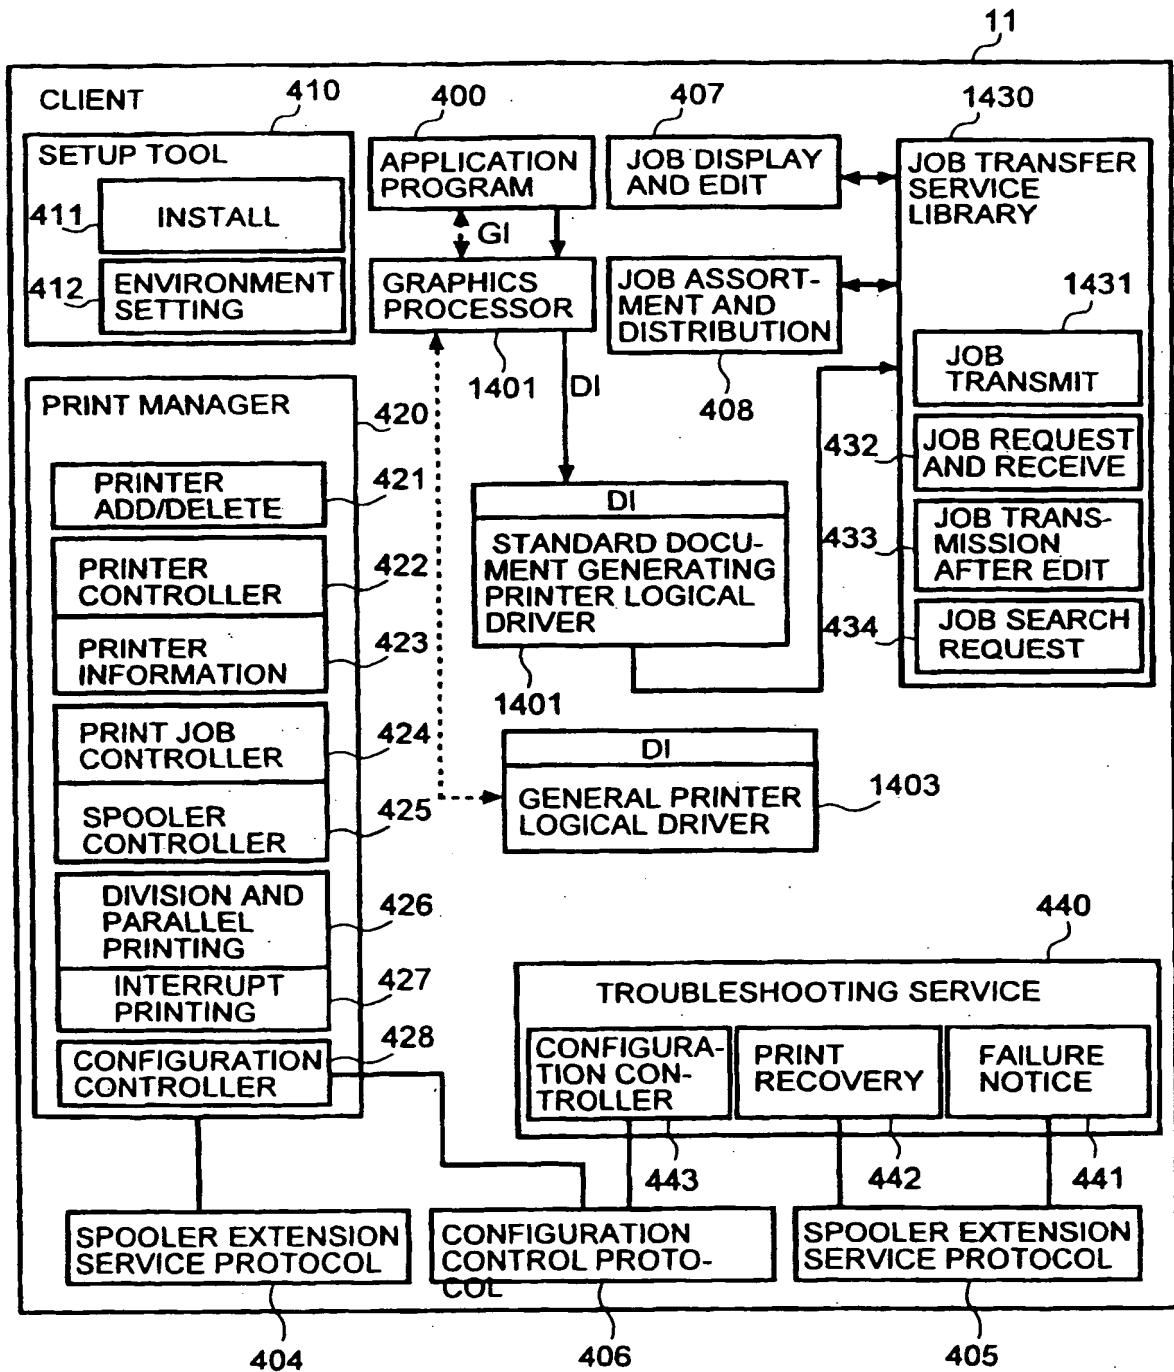 11
CLIENT
410
SETUP TOOL
411
INSTALL
412
ENVIRONMENT
SETTING
400
APPLICATION
PROGRAM
GI
GRAPHICS
PROCESSOR
1401
DI
407
JOB DISPLAY
AND EDIT
JOB ASSORT-
MENT AND
DISTRIBUTION
408
1430
JOB TRANSFER
SERVICE
LIBRARY
1431
JOB
TRANSMIT
432
JOB REQUEST
AND RECEIVE
433
JOB TRANS-
MISSION
AFTER EDIT
434
JOB SEARCH
REQUEST
PRINT MANAGER
420
PRINTER
ADD/DELETE
421
PRINTER
CONTROLLER
422
PRINTER
INFORMATION
423
PRINT JOB
CONTROLLER
424
SPOOLER
CONTROLLER
425
DIVISION AND
PARALLEL
PRINTING
426
INTERRUPT
PRINTING
427
CONFIGURATION
CONTROLLER
428
DI
STANDARD DOCU-
MENT GENERATING
PRINTER LOGICAL
DRIVER
1401
DI
GENERAL PRINTER
LOGICAL DRIVER
1403
440
TROUBLESHOOTING SERVICE
CONFIGURA-
TION CON-
TROLLER
443
PRINT
RECOVERY
442
FAILURE
NOTICE
441
SPOOLER EXTENSION
SERVICE PROTOCOL
404
CONFIGURATION
CONTROL PROTO-
COL
406
SPOOLER EXTENSION
SERVICE PROTOCOL
405